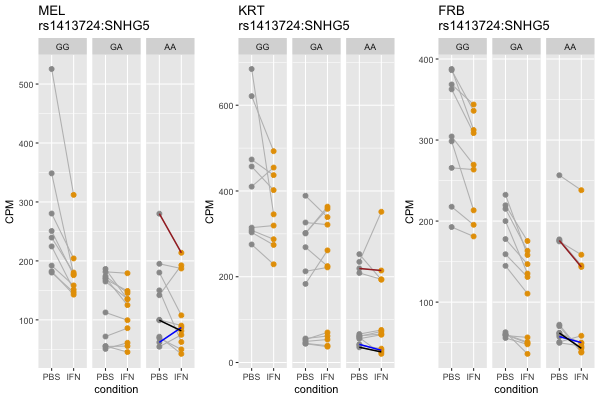 MEL
rs1413724:SNHG5
GG GA AA
500
400
300
200
100
CPM
PBS IFN PBS IFN PBS IFN
condition
KRT
rs1413724:SNHG5
GG GA AA
600
400
200
0
CPM
PBS IFN PBS IFN PBS IFN
condition
FRB
rs1413724:SNHG5
GG GA AA
400
300
200
100
CPM
PBS IFN PBS IFN PBS IFN
condition